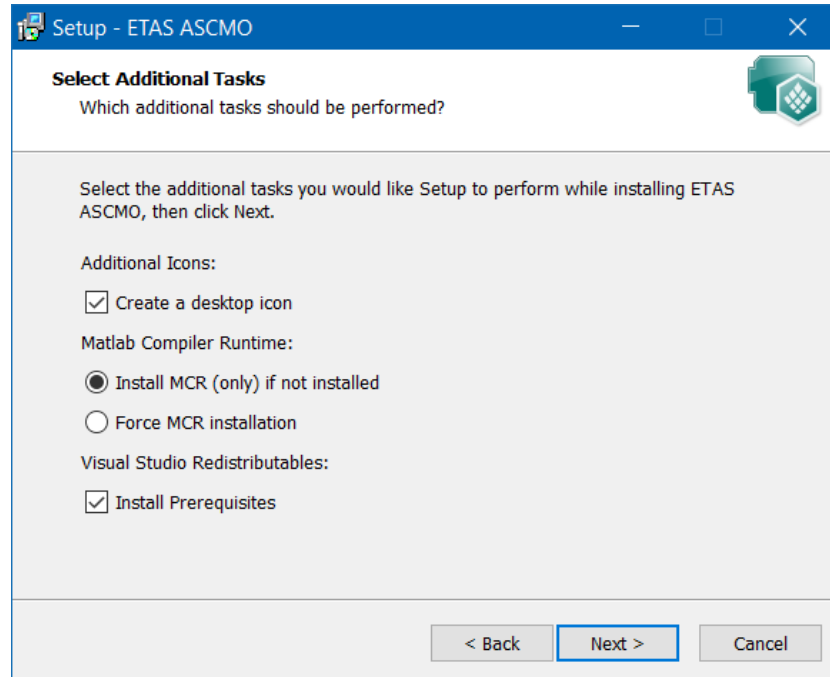 Setup - ETAS ASCMO
Select Additional Tasks
Which additional tasks should be performed?
Select the additional tasks you would like Setup to perform while installing ETAS
ASCMO, then click Next.
Additional Icons:
Create a desktop icon
Matlab Compiler Runtime:
Install MCR (only) if not installed
Force MCR installation
Visual Studio Redistributables:
Install Prerequisites
< Back Next > Cancel